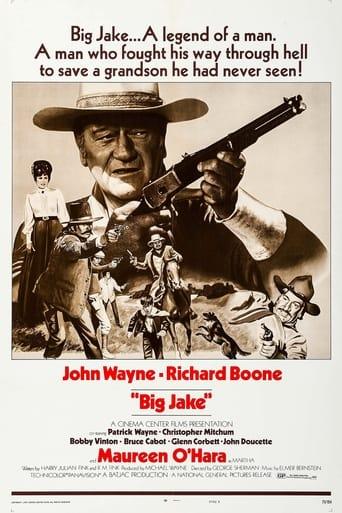 Big Jake...A legend of a man.
A man who fought his way through hell
to save a grandson he had never seen!
John Wayne - Richard Boone
"Big Jake"
A CINEMA CENTER FILMS PRESENTATION
co-starring Patrick Wayne · Christopher Mitchum
Bobby Vinton · Bruce Cabot · Glenn Corbett · John Doucette
and Maureen O'Hara as MARTHA
Written by HARRY JULIAN FINK and R.M. FINK Produced by MICHAEL WAYNE Directed by GEORGE SHERMAN Music by ELMER BERNSTEIN
TECHNICOLOR® PANAVISION® A BATJAC PRODUCTION A NATIONAL GENERAL PICTURES RELEASE GP